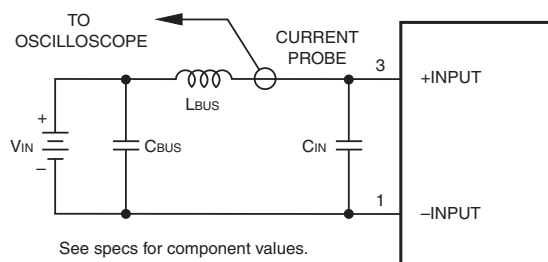 TO
OSCILLOSCOPE
CURRENT
PROBE
LBUS
3
+INPUT
+
VIN
–
CBUS
CIN
1
–INPUT
See specs for component values.